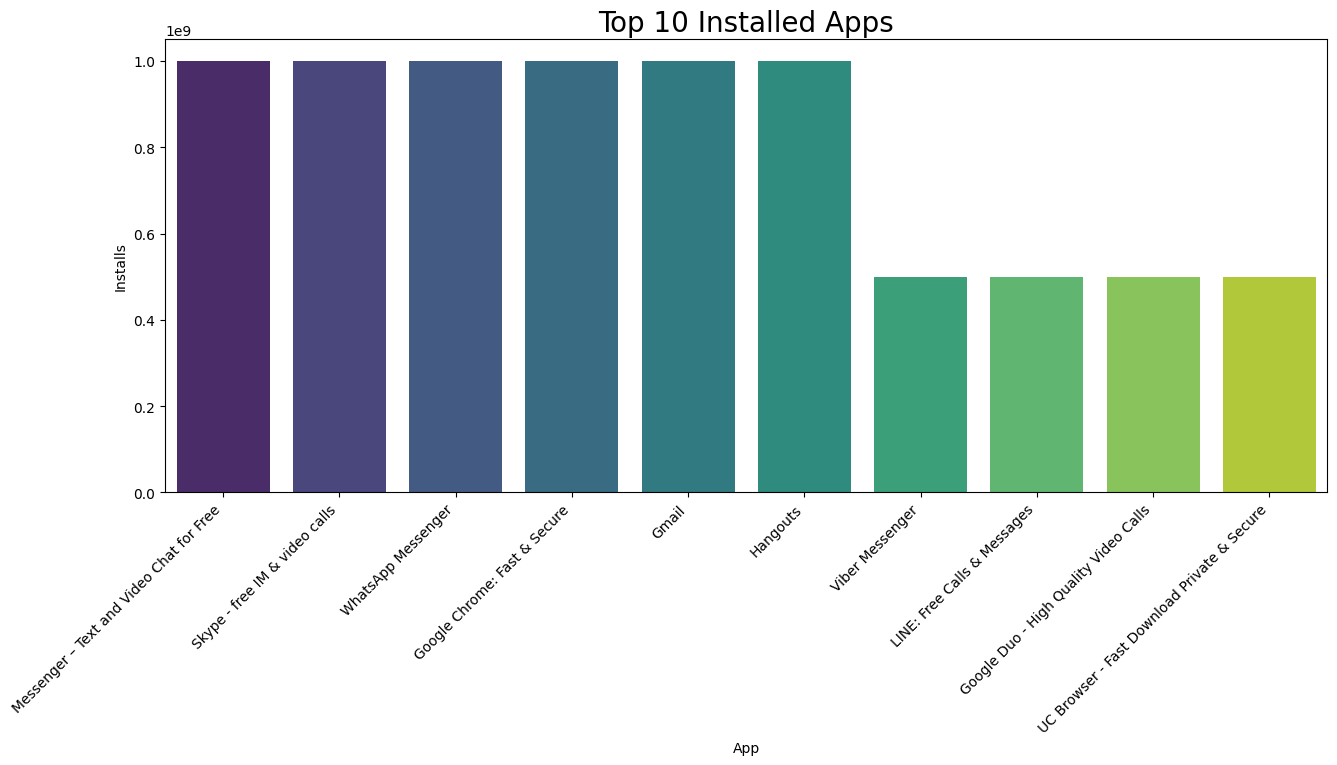 Top 10 Installed Apps
1e9
1.0
0.8
0.6
0.4
0.2
0.0
Installs
Messenger – Text and Video Chat for Free
Skype - free IM & video calls
WhatsApp Messenger
Google Chrome: Fast & Secure
Gmail
Hangouts
Viber Messenger
LINE: Free Calls & Messages
Google Duo - High Quality Video Calls
UC Browser - Fast Download Private & Secure
App